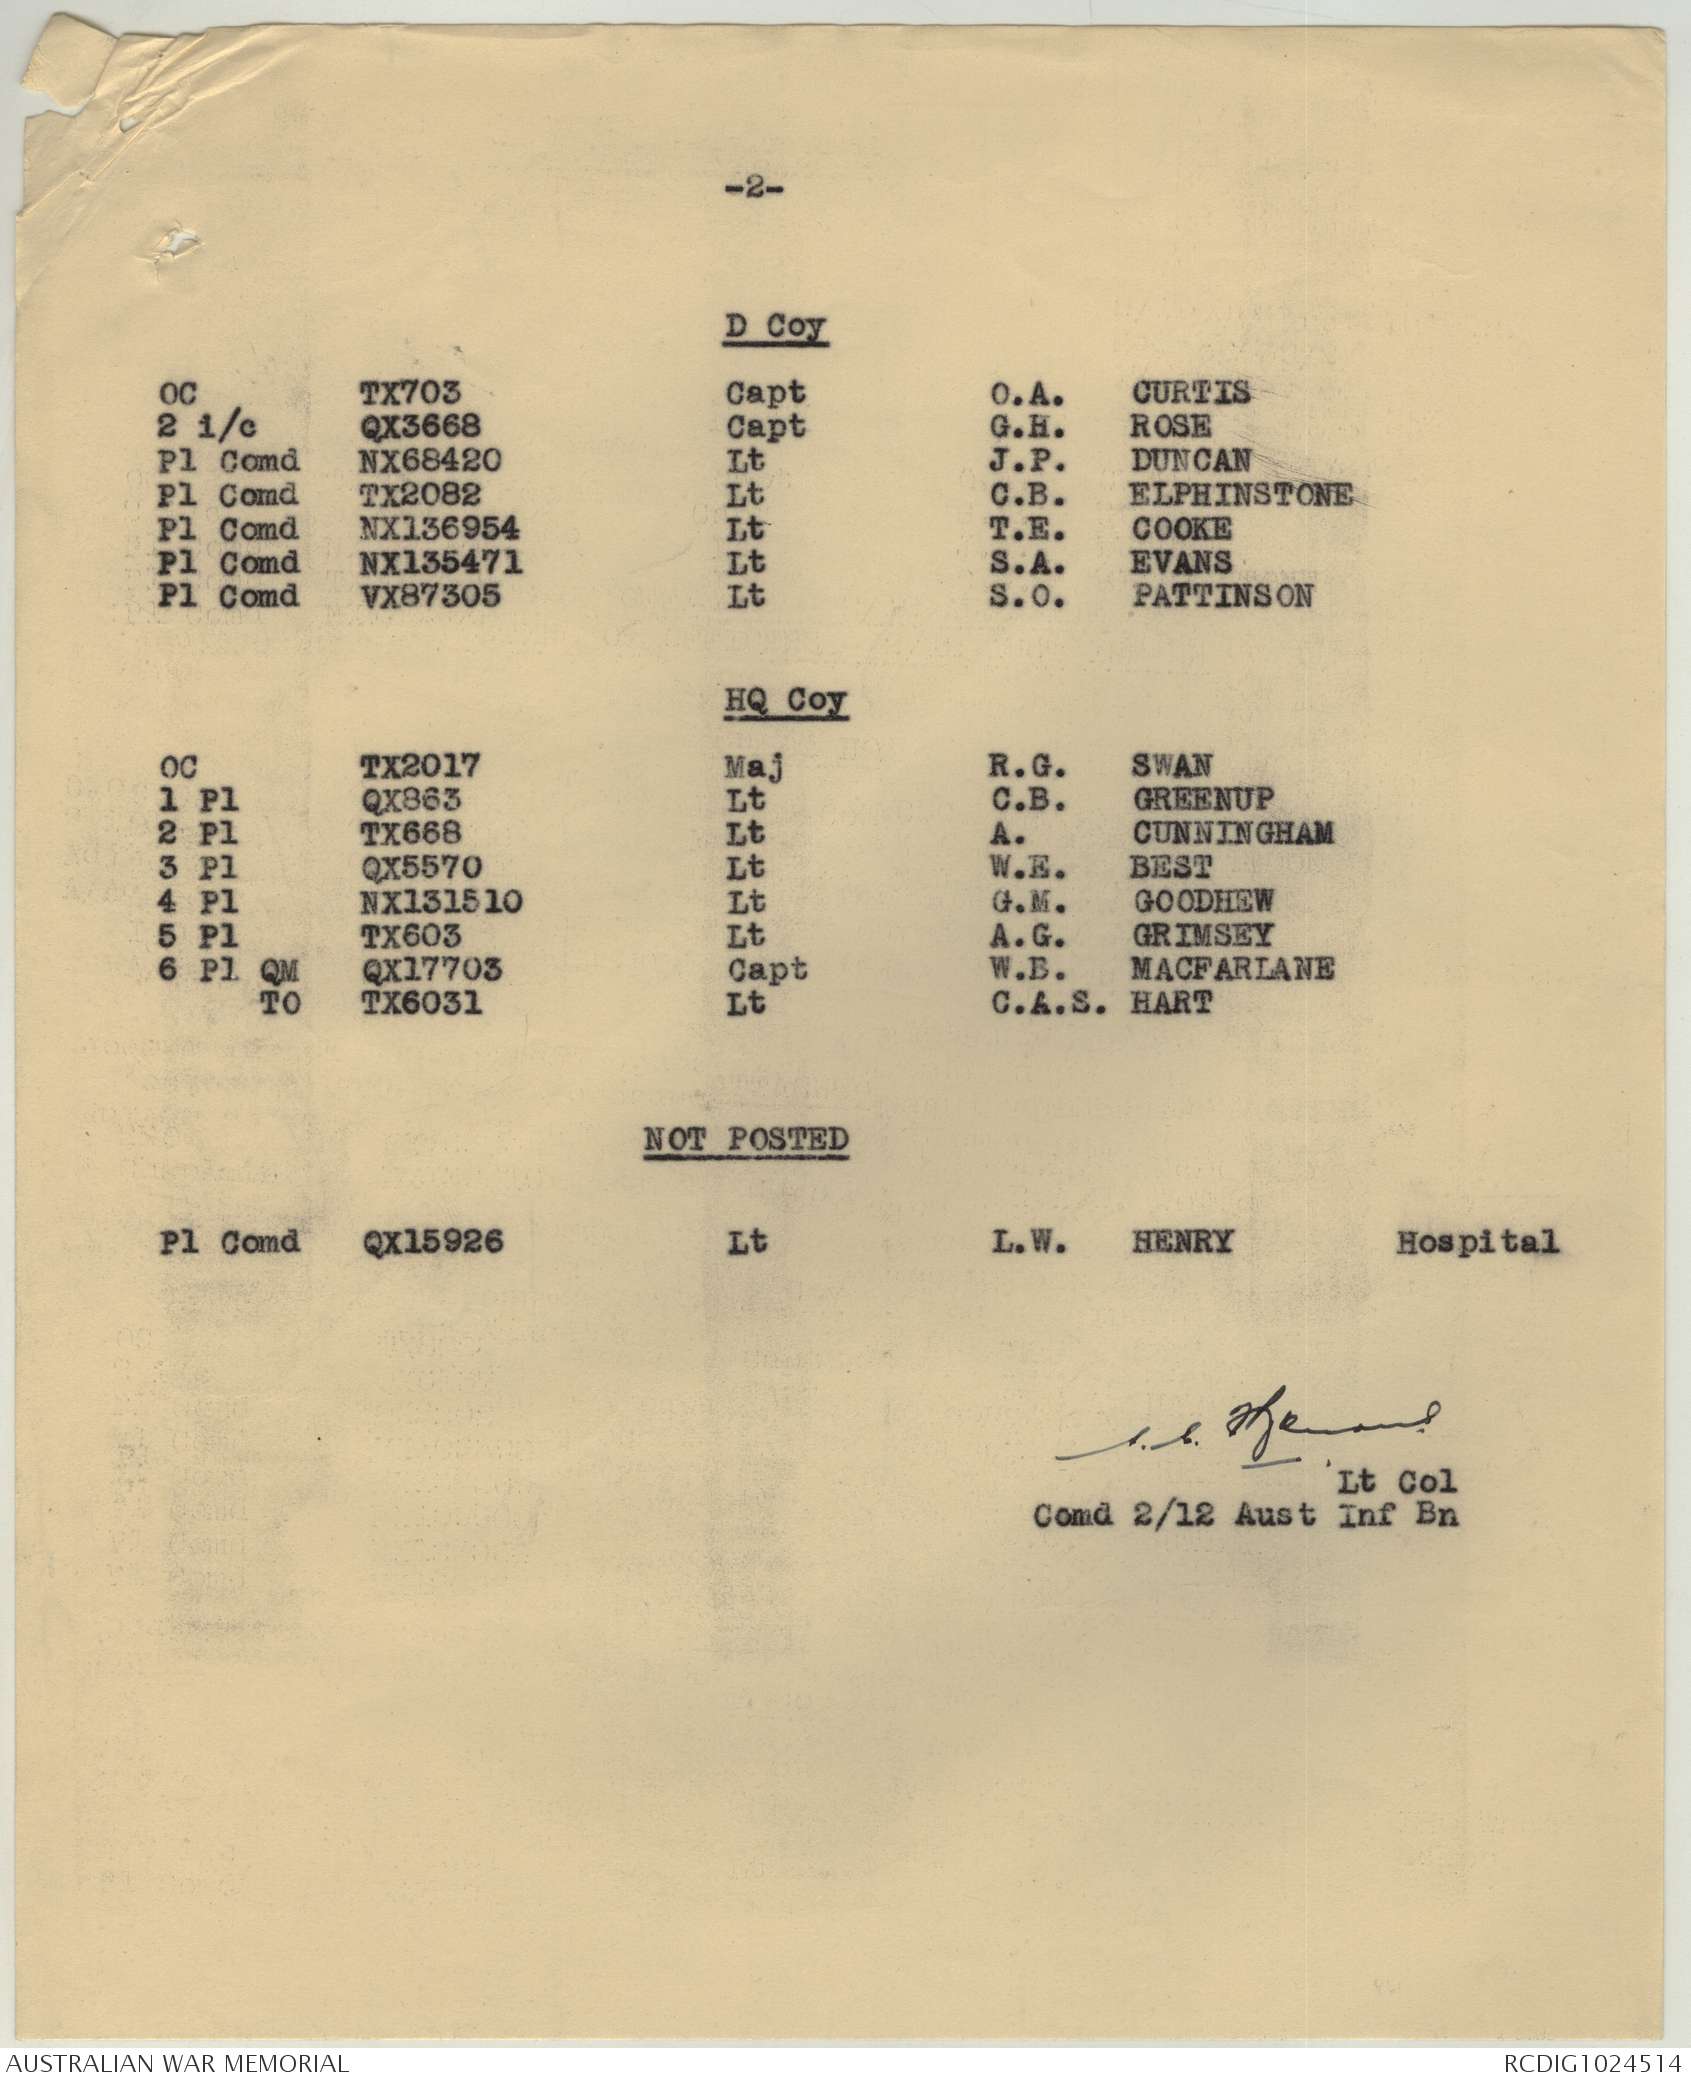 -2-
D Coy
OC TX703 Capt O.A. CURTIS
2 i/c QX3668 Capt G.H. ROSE
Pl Comd NX68420 Lt J.P. DUNCAN
Pl Comd TX2082 Lt C.B. ELPHINSTONE
Pl Comd NX136954 Lt T.E. COOKE
Pl Comd NX135471 Lt S.A. EVANS
Pl Comd VX87305 Lt S.O. PATTINSON
HQ Coy
OC TX2017 Maj R.G. SWAN
1 Pl QX863 Lt C.B. GREENUP
2 Pl TX668 Lt A. CUNNINGHAM
3 Pl QX5570 Lt W.E. BEST
4 Pl NX131510 Lt G.M. GOODHEW
5 Pl TX603 Lt A.G. GRIMSEY
6 Pl QM QX17703 Capt W.B. MACFARLANE
TO TX6031 Lt C.A.S. HART
NOT POSTED
Pl Comd QX15926 Lt L.W. HENRY Hospital
Lt Col
Comd 2/12 Aust Inf Bn
AUSTRALIAN WAR MEMORIAL RCDIG1024514